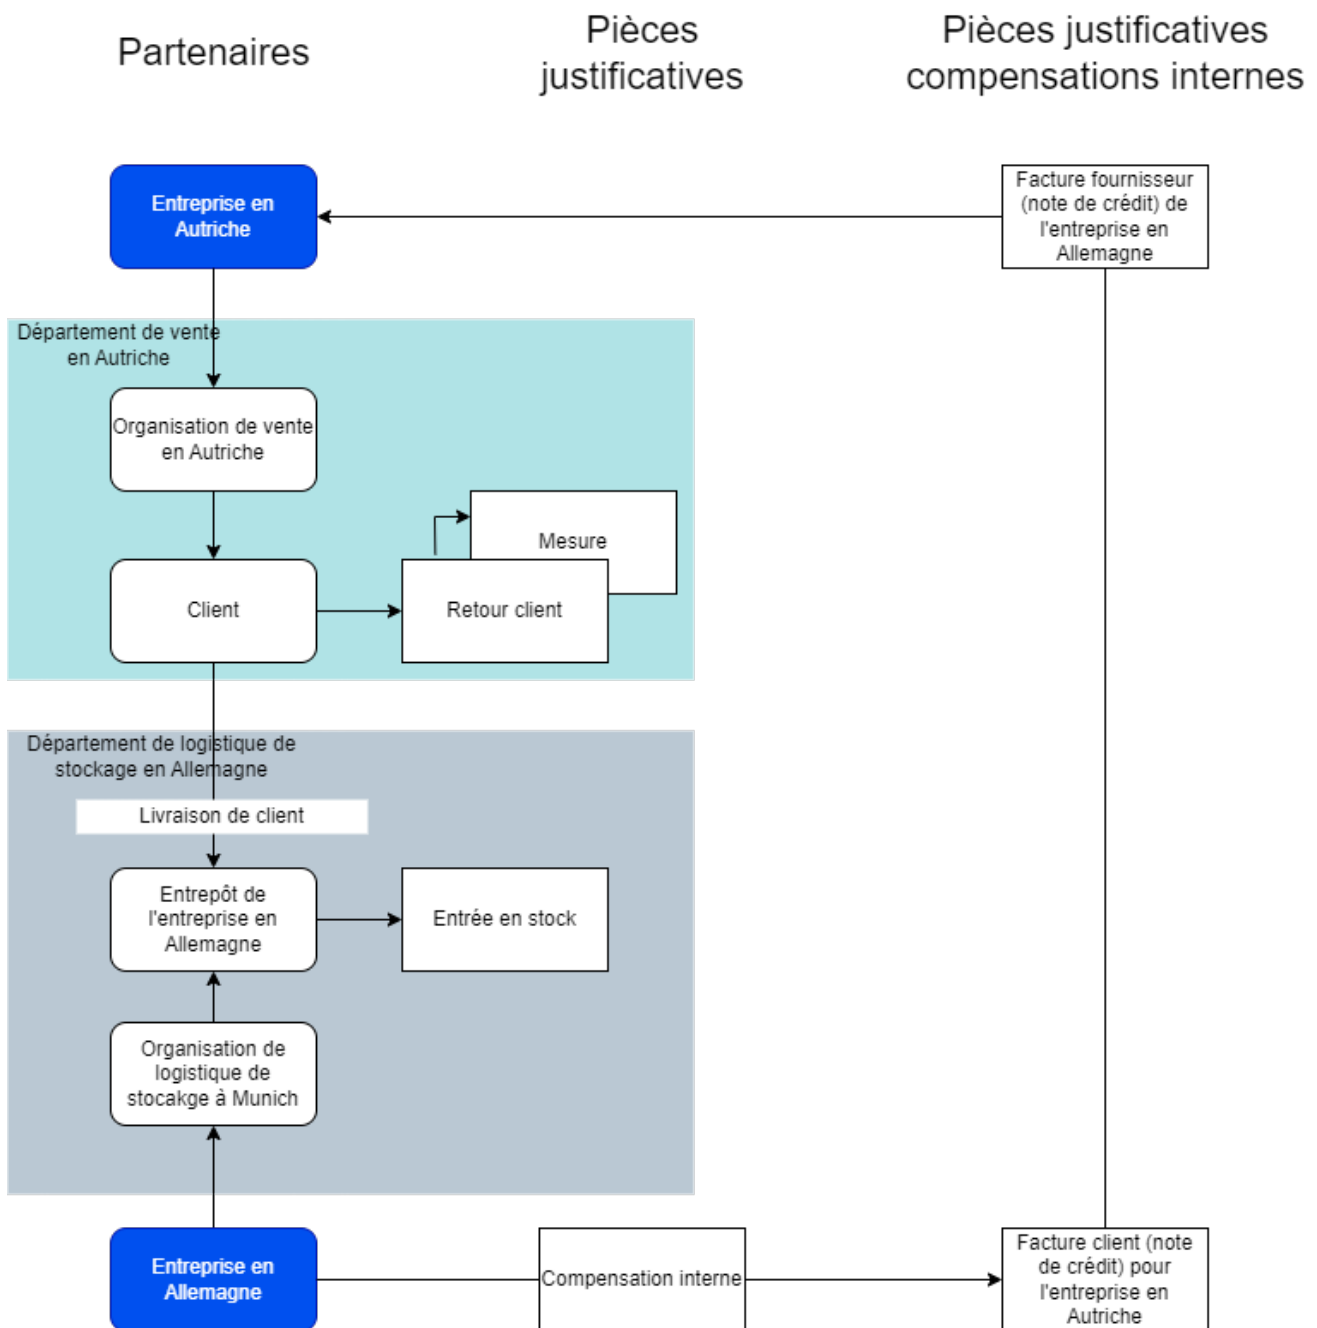 Partenaires
Pièces
justificatives
Pièces justificatives
compensations internes
Entreprise en
Autriche
Facture fournisseur
(note de crédit) de
l'entreprise en
Allemagne
Département de vente
en Autriche
Organisation de vente
en Autriche
Mesure
Client
Retour client
Département de logistique de
stockage en Allemagne
Livraison de client
Entrepôt de
l'entreprise en
Allemagne
Entrée en stock
Organisation de
logistique de
stocakge à Munich
Entreprise en
Allemagne
Compensation interne
Facture client (note
de crédit) pour
l'entreprise en
Autriche